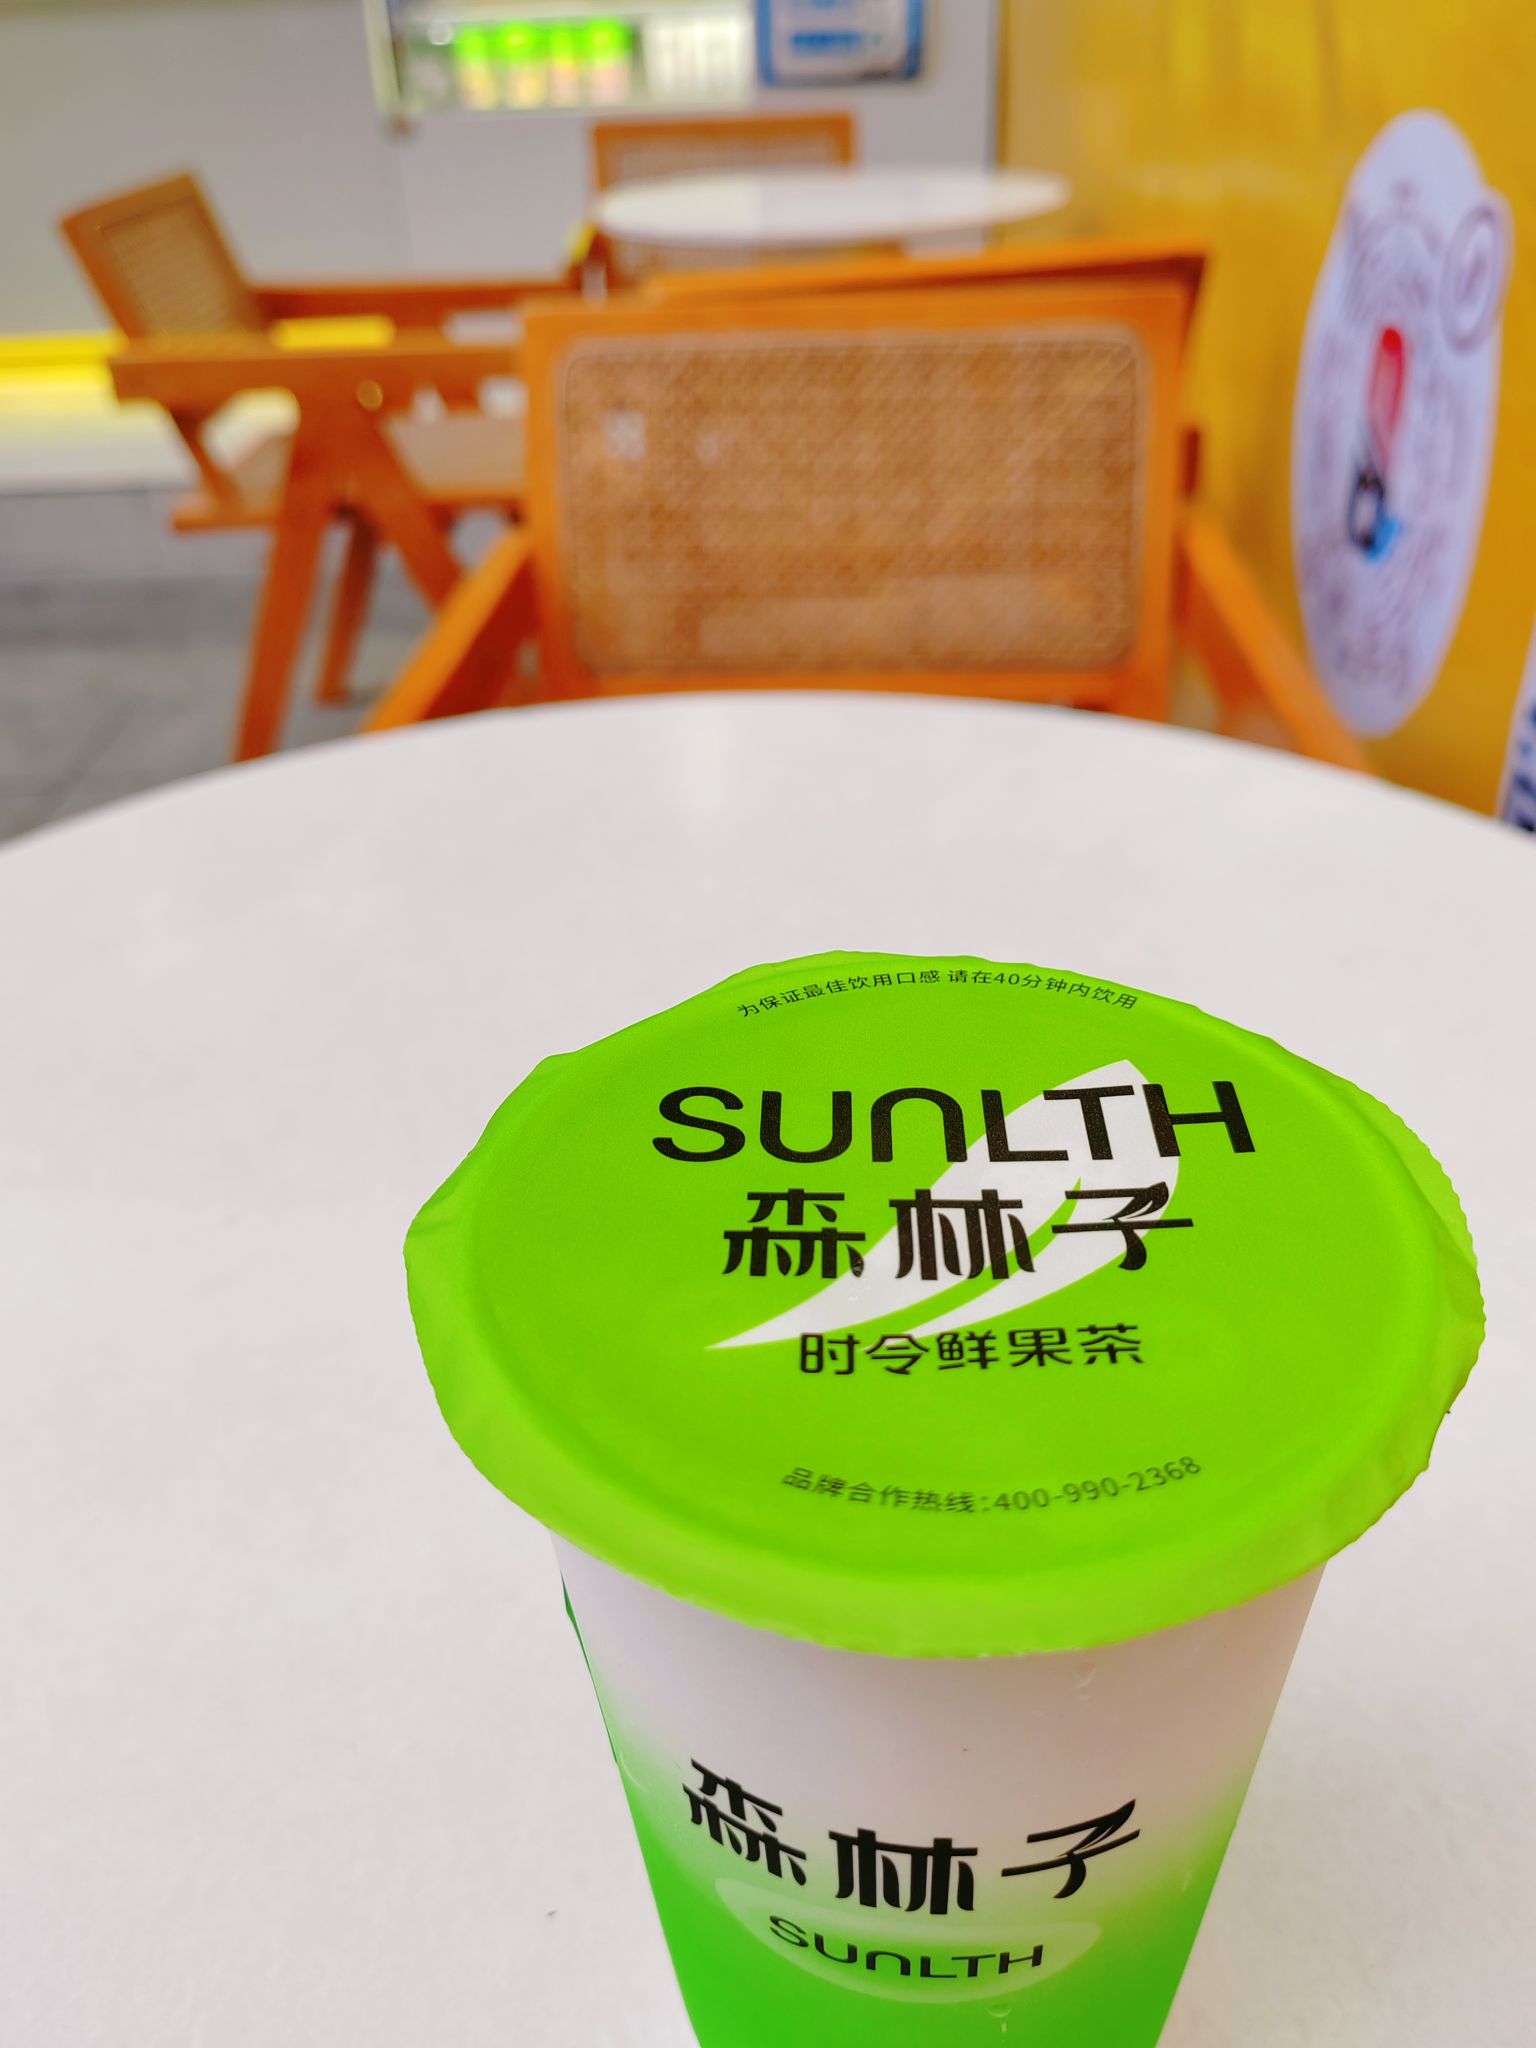 为保证最佳饮用口感 请在40分钟内饮用
SUNLTH
森林子
时令鲜果茶
品牌合作热线:400-990-2368
森林子
SUNLTH